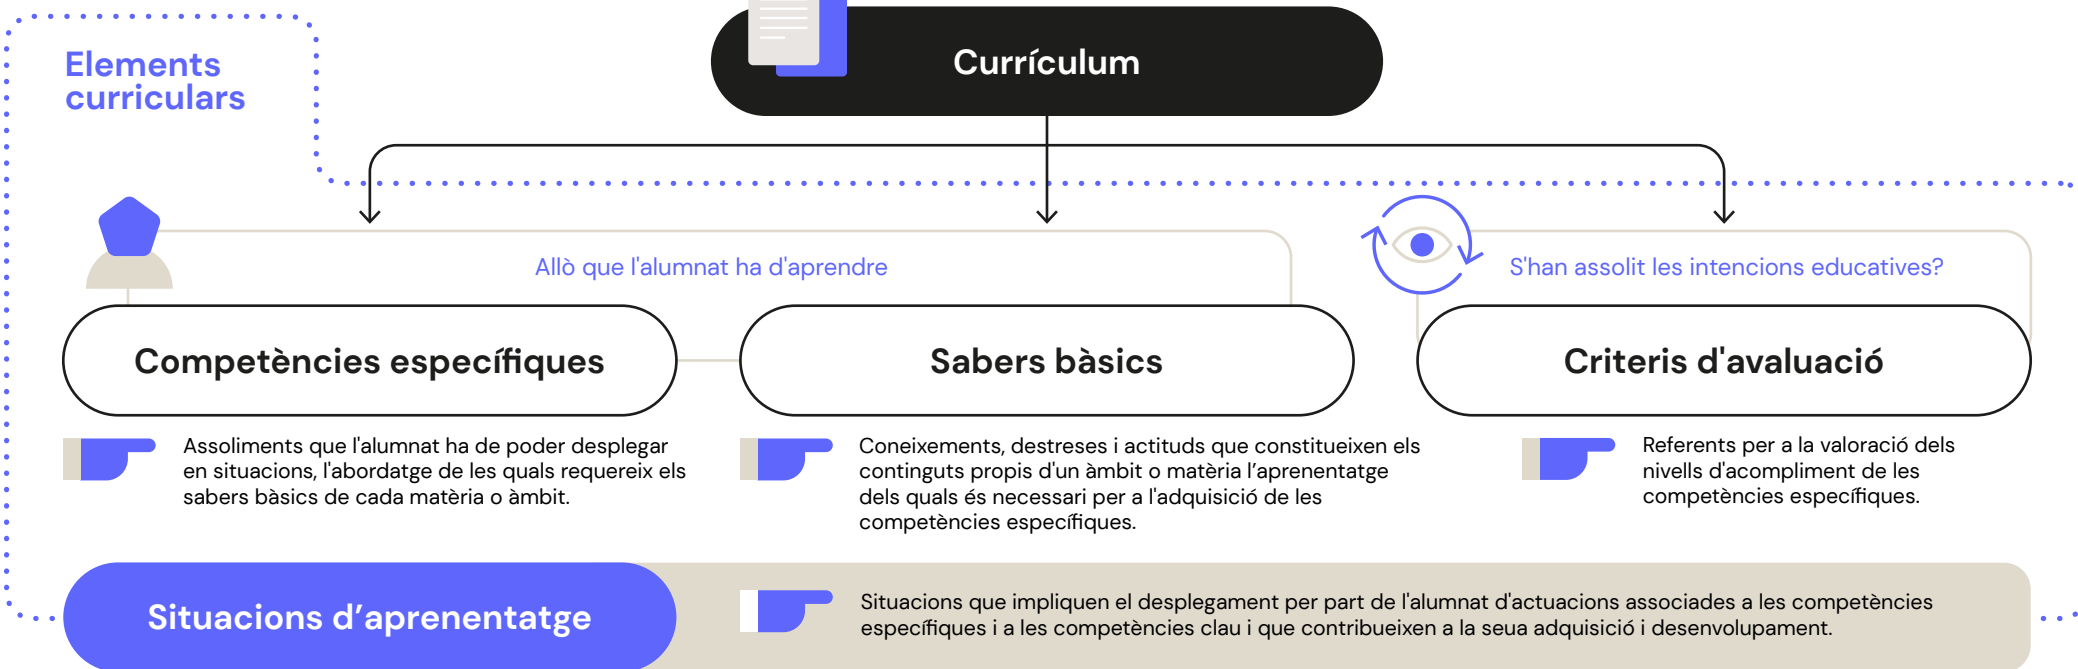 Elements
curriculars
Currículum
Allò que l'alumnat ha d'aprendre
S'han assolit les intencions educatives?
Competències específiques
Sabers bàsics
Criteris d'avaluació
Assoliments que l'alumnat ha de poder desplegar
en situacions, l'abordatge de les quals requereix els
sabers bàsics de cada matèria o àmbit.
Coneixements, destreses i actituds que constitueixen els
continguts propis d'un àmbit o matèria l’aprenentatge
dels quals és necessari per a l'adquisició de les
competències específiques.
Referents per a la valoració dels
nivells d'acompliment de les
competències específiques.
Situacions d’aprenentatge
Situacions que impliquen el desplegament per part de l'alumnat d'actuacions associades a les competències
específiques i a les competències clau i que contribueixen a la seua adquisició i desenvolupament.